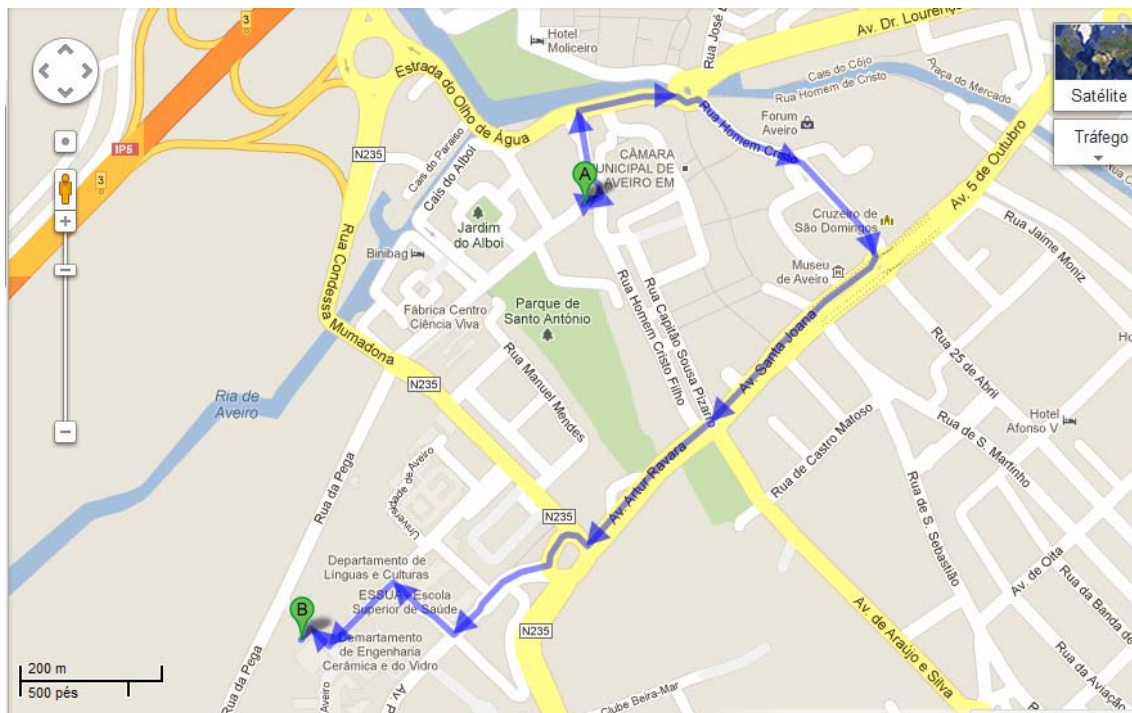 Hotel
Moliceiro
Estrada do Olho de Água
Av. Dr. Lourenço
Rua José
Cais do Côjo
Rua Homem de Cristo
Praça do Mercado
3
IP5
3
N235
Cais do Paraíso
Cais do Alboi
A
CÂMARA
MUNICIPAL DE
AVEIRO EM
Rua Homem Cristo
Forum
Aveiro
Av. 5 de Outubro
Satélite
Tráfego
Jardim
do Alboi
Binibag
Rua Condessa Mumadona
Fábrica Centro
Ciência Viva
Parque de
Santo António
Cruzeiro de
São Domingos
Museu
de Aveiro
Rua Jaime Moniz
Rua Capitão Sousa Pizarro
Rua Homem Cristo Filho
Av. Santa Joana
Rua 25 de Abril
N235
Rua Manuel Mendes
Ria de
Aveiro
Hotel
Afonso V
Rua de S. Martinho
Rua de Castro Matoso
Rua da Pega
Universidade de Aveiro
Av. Artur Ravara
Rua de S. Sebastião
N235
Departamento de
Línguas e Culturas
ESSUA - Escola
Superior de Saúde
Av. de Oita
Rua da Banda de
B
Demartamento
de Engenharia
Cerâmica e do Vidro
N235
Av. de Araújo e Silva
Rua da Aviação
Rua da Pega
Aveiro
Av. P
Clube Beira-Mar
200 m
500 pés